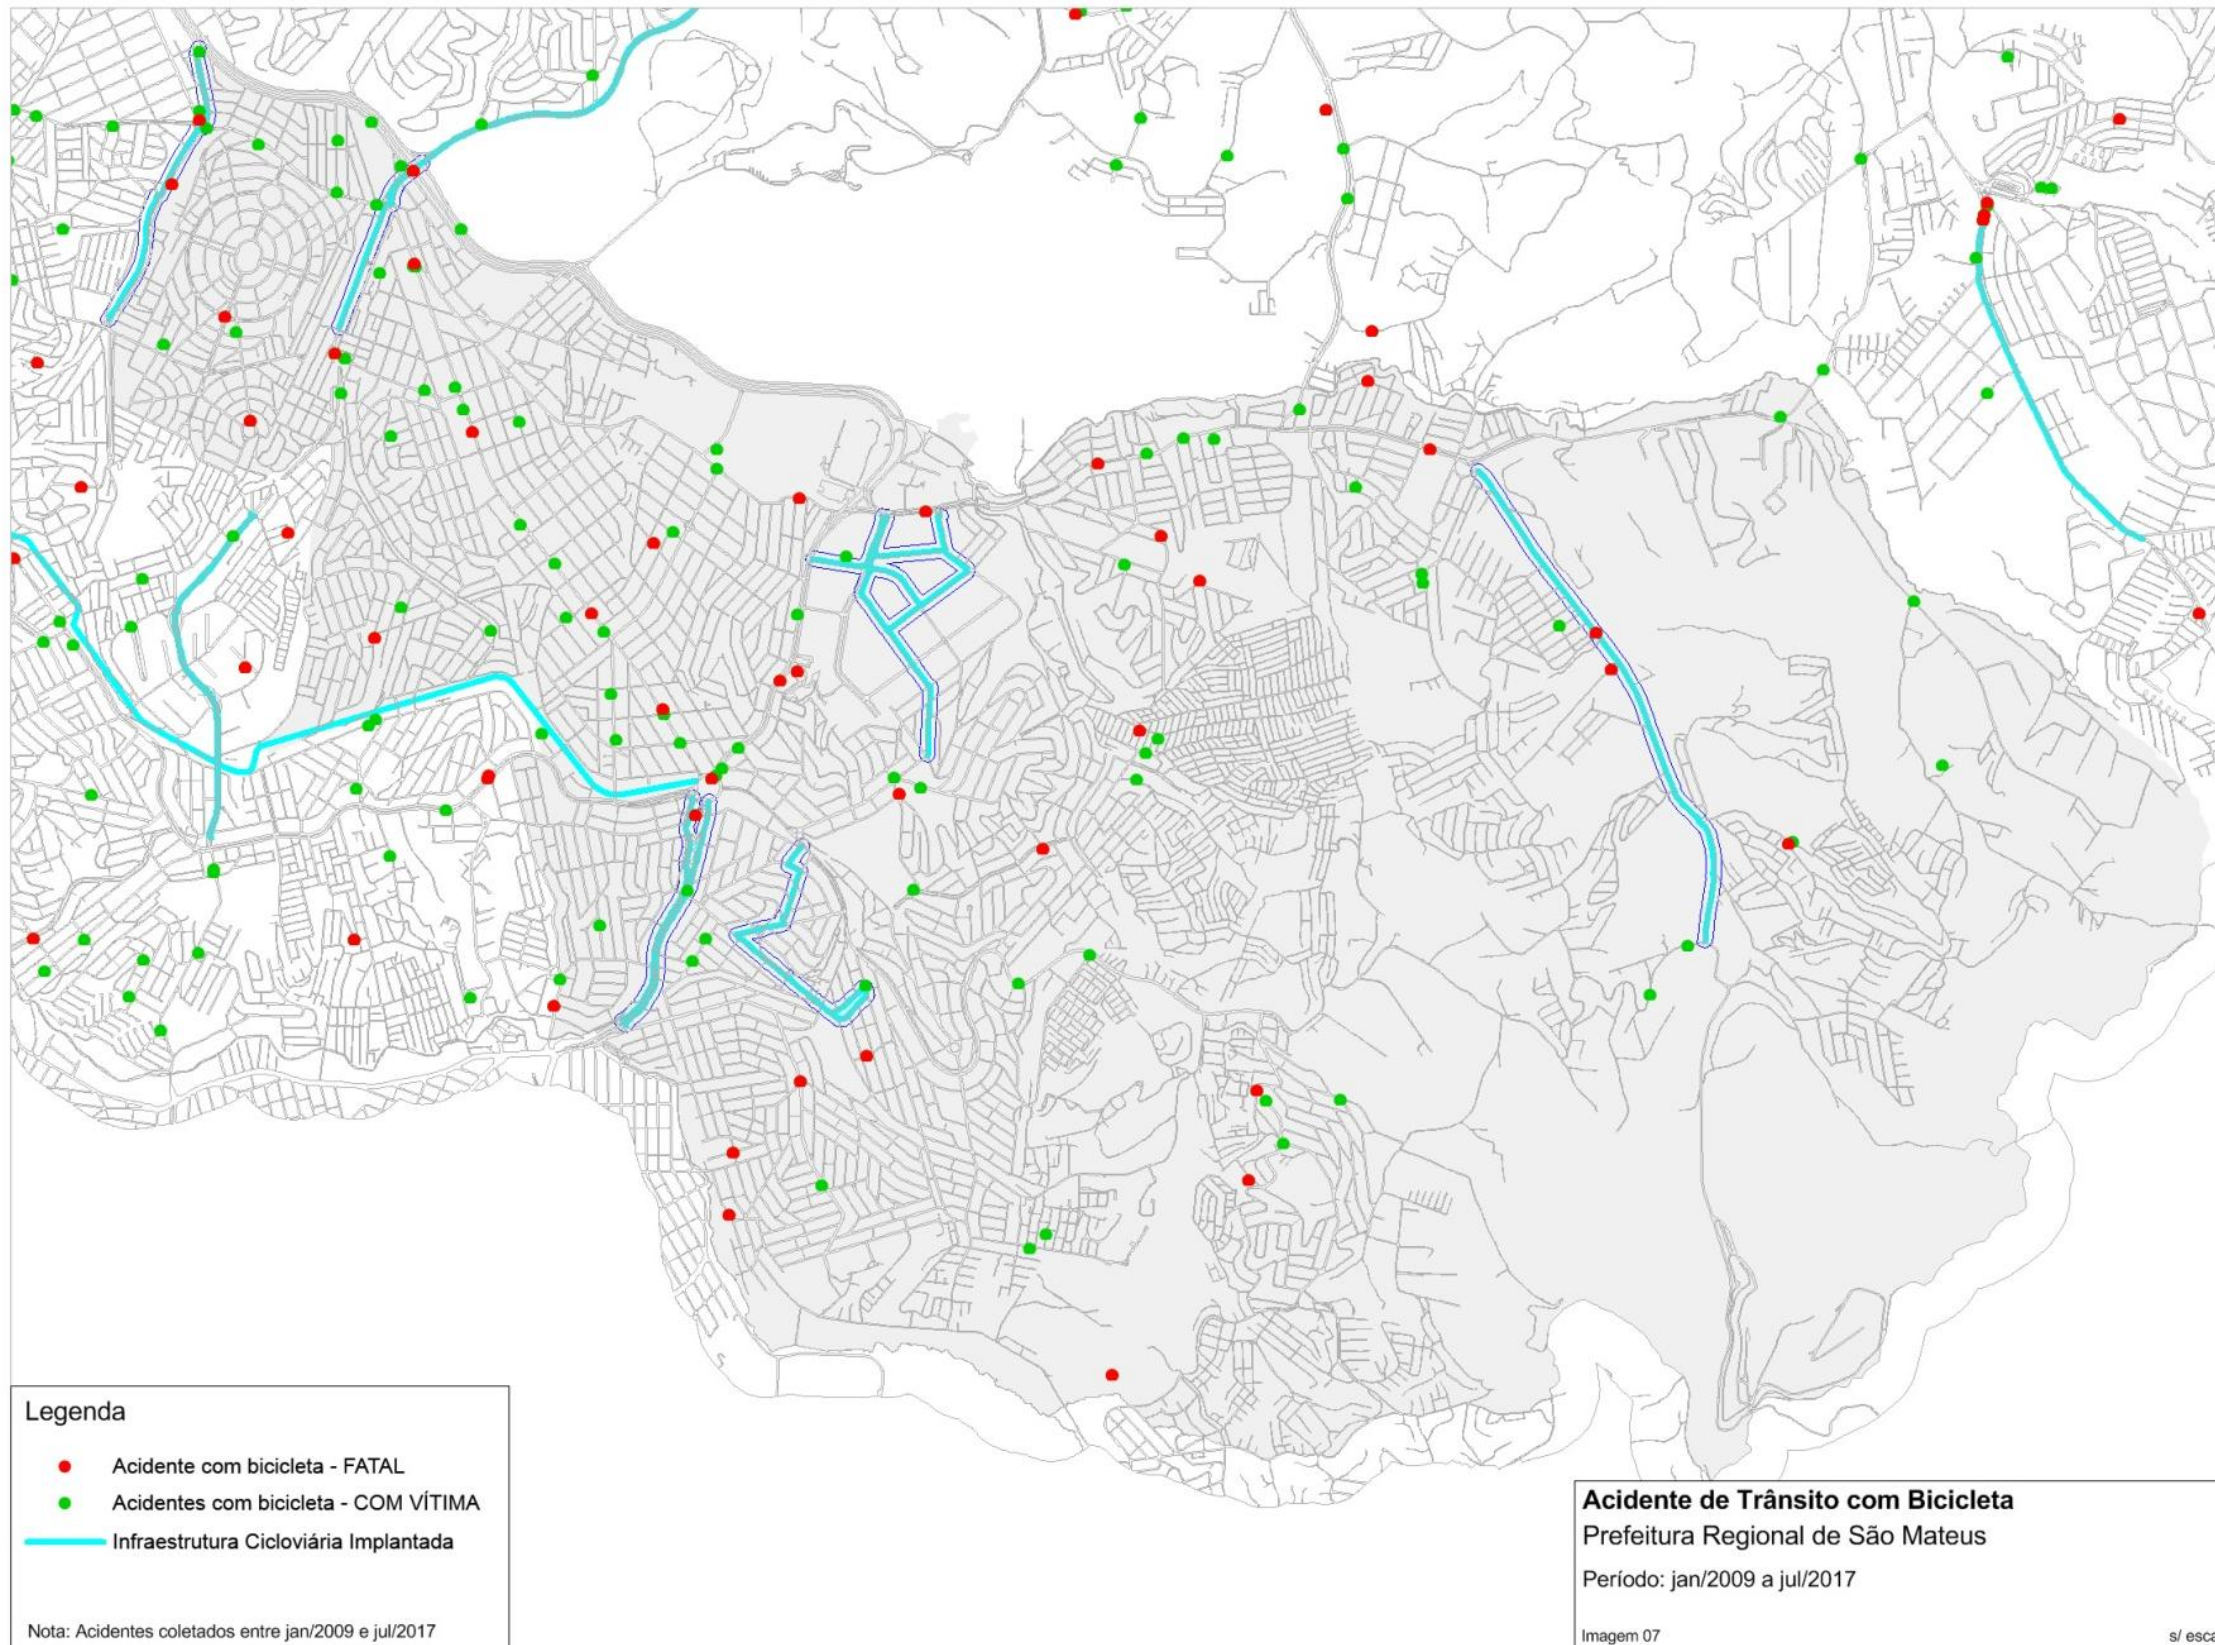 Legenda
Acidente com bicicleta - FATAL
Acidentes com bicicleta - COM VÍTIMA
Infraestrutura Cicloviária Implantada
Nota: Acidentes coletados entre jan/2009 e jul/2017
Acidente de Trânsito com Bicicleta
Prefeitura Regional de São Mateus
Período: jan/2009 a jul/2017
Imagem 07
s/ esca